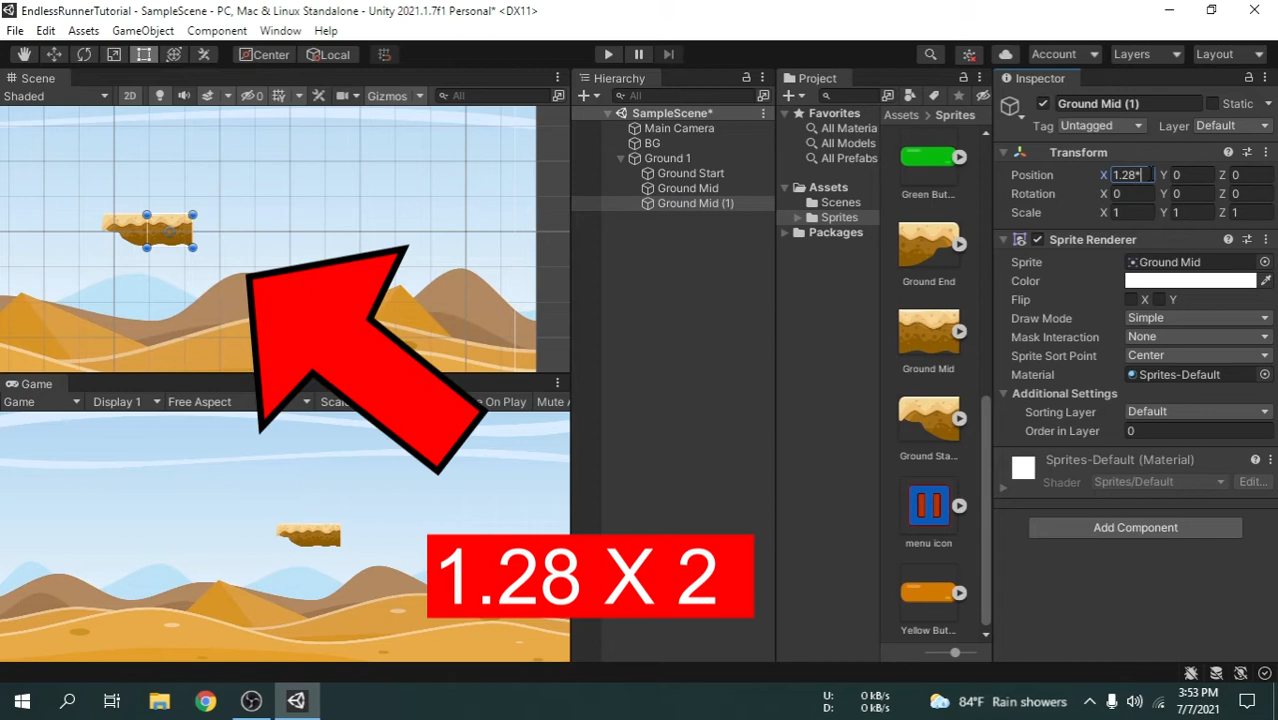 EndlessRunnerTutorial - SampleScene - PC, Mac & Linux Standalone - Unity 2021.1.7f1 Personal* <DX11>
File Edit Assets GameObject Component Window Help
Center Local Account Layers Layout
Scene
Shaded 2D 0 Gizmos All
Hierarchy
All
SampleScene*
Main Camera
BG
Ground 1
Ground Start
Ground Mid
Ground Mid (1)
Project
Favorites
All Materia
All Models
All Prefabs
Assets
Scenes
Sprites
Packages
Assets Sprites
Green But...
Ground End
Ground Mid
Ground Sta...
menu icon
Yellow But...
Inspector
Ground Mid (1) Static
Tag Untagged Layer Default
Transform
Position X 1.28* Y 0 Z 0
Rotation X 0 Y 0 Z 0
Scale X 1 Y 1 Z 1
Sprite Renderer
Sprite Ground Mid
Color
Flip X Y
Draw Mode Simple
Mask Interaction None
Sprite Sort Point Center
Material Sprites-Default
Additional Settings
Sorting Layer Default
Order in Layer 0
Sprites-Default (Material)
Shader Sprites/Default Edit...
Add Component
Game
Game Display 1 Free Aspect Scal On Play Mute A
1.28 X 2
U: 0 kB/s
D: 0 kB/s
84°F Rain showers
3:53 PM
7/7/2021